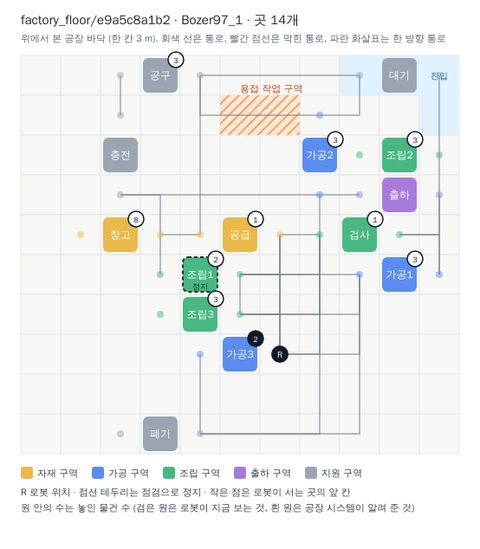 factory_floor/e9a5c8a1b2 · Bozer97_1 · 곳 14개
위에서 본 공장 바닥 (한 칸 3 m). 회색 선은 통로, 빨간 점선은 막힌 통로, 파란 화살표는 한 방향 통로
공구 3
대기
진입
용접 작업 구역
충전
가공2 3
조립2 3
출하
창고 8
공급 1
검사 1
조립1 2
정지
가공1 3
조립3 3
가공3 2
R
폐기
자재 구역 가공 구역 조립 구역 출하 구역 지원 구역
R 로봇 위치 · 점선 테두리는 점검으로 정지 · 작은 점은 로봇이 서는 곳의 앞 칸
원 안의 수는 놓인 물건 수 (검은 원은 로봇이 지금 보는 것, 흰 원은 공장 시스템이 알려 준 것)